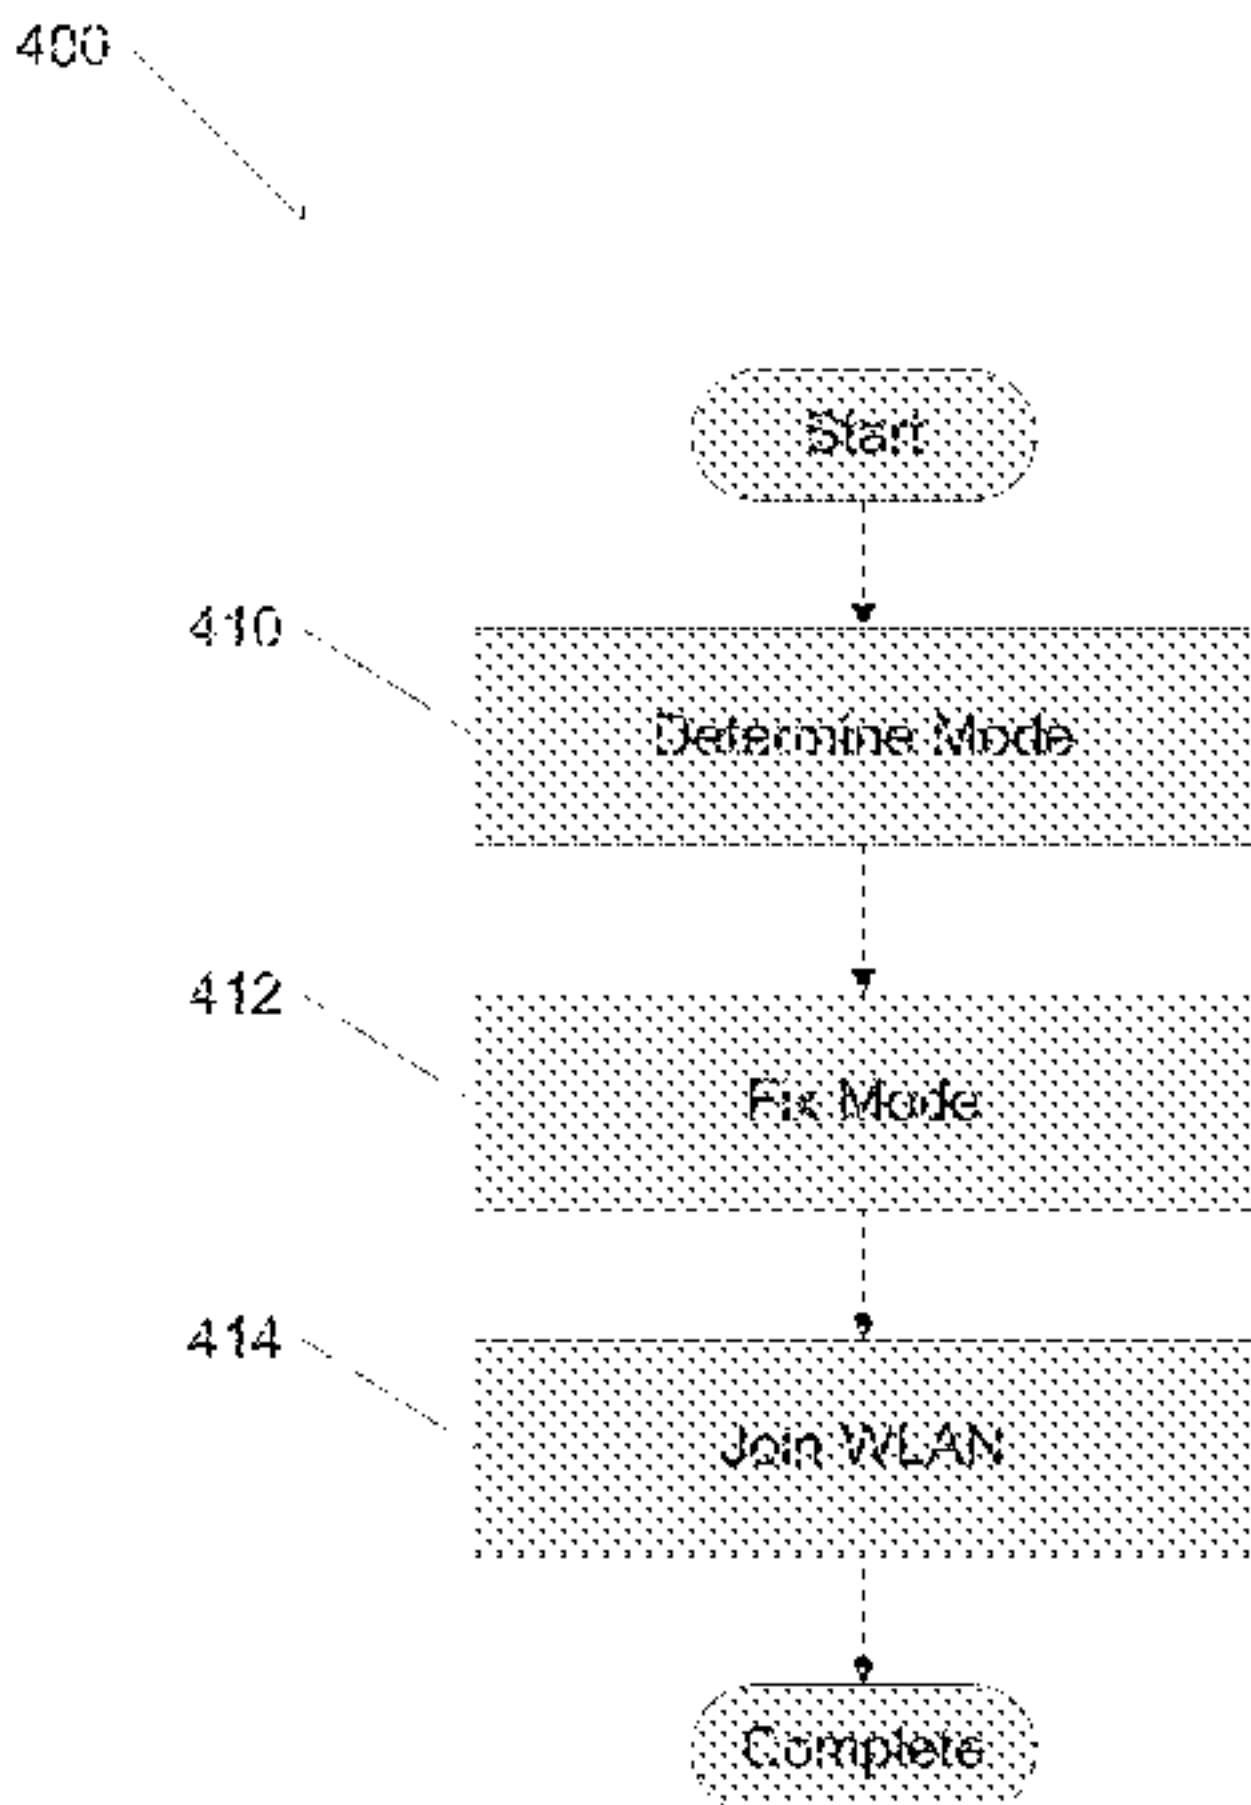 400
Start
410
Determine Mode
412
Fix Mode
414
Join WLAN
Complete